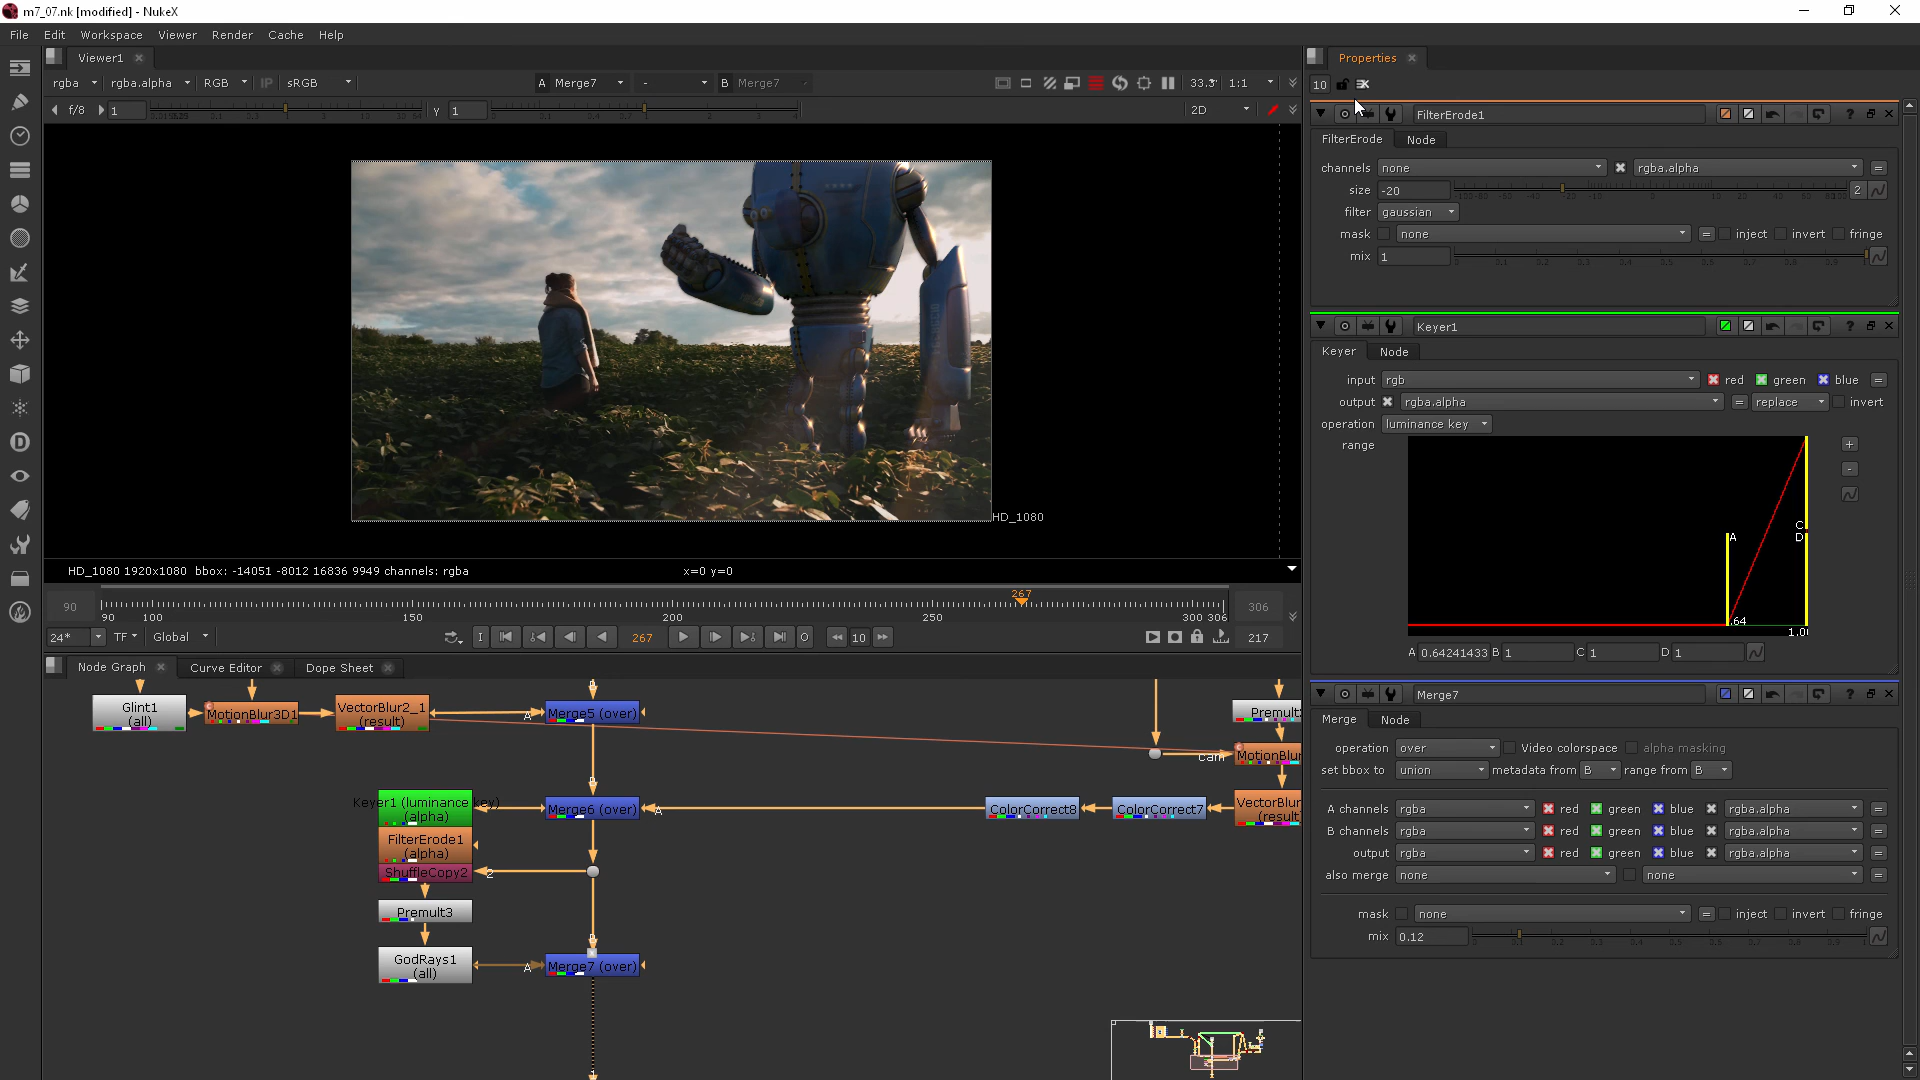 m7_07.nk [modified] - NukeX
File Edit Workspace Viewer Render Cache Help
Viewer1
rgba rgba.alpha RGB IP sRGB A Merge7 - B Merge7 33.3 1:1
f/8 1 Y 1 2D
HD_1080
HD_1080 1920x1080 bbox: -14051 -8012 16836 9949 channels: rgba x=0 y=0
90 90 100 150 200 250 267 300 306 306
24* TF Global I 267 O 10 217
Node Graph Curve Editor Dope Sheet
Glint1
(all)
MotionBlur3D1
VectorBlur2_1
(result)
A
Merge5 (over)
Premult
cam
MotionBlur
Keyer1 (luminance key)
(alpha)
Merge6 (over)
A
ColorCorrect8
ColorCorrect7
VectorBlur
(result
FilterErode1
(alpha)
ShuffleCopy2
2
Premult3
GodRays1
(all)
A
Merge7 (over)
Properties
10
FilterErode1
FilterErode Node
channels none rgba.alpha =
size -20 2
filter gaussian
mask none = inject invert fringe
mix 1
Keyer1
Keyer Node
input rgb red green blue =
output rgba.alpha = replace invert
operation luminance key
range
+
-
A
C
D
.64
1.0
A 0.64241433 B 1 C 1 D 1
Merge7
Merge Node
operation over Video colorspace alpha masking
set bbox to union metadata from B range from B
A channels rgba red green blue rgba.alpha =
B channels rgba red green blue rgba.alpha =
output rgba red green blue rgba.alpha =
also merge none none =
mask none = inject invert fringe
mix 0.12